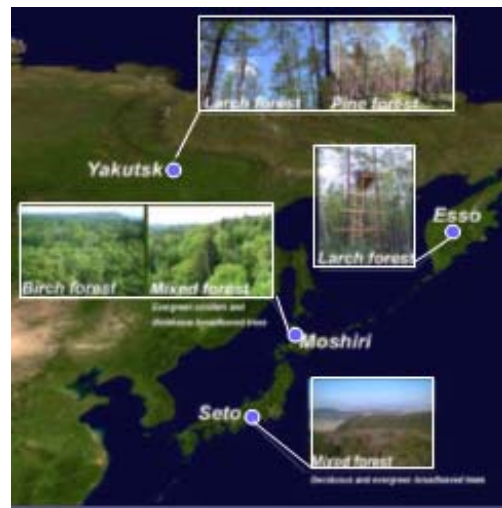 Larch forest
Pine forest
Yakutsk
Esso
Larch forest
Birch forest
Mixed forest
Evergreen conifers and
deciduous broadleaved trees
Moshiri
Seto
Mixed forest
Deciduous and evergreen broadleaved trees